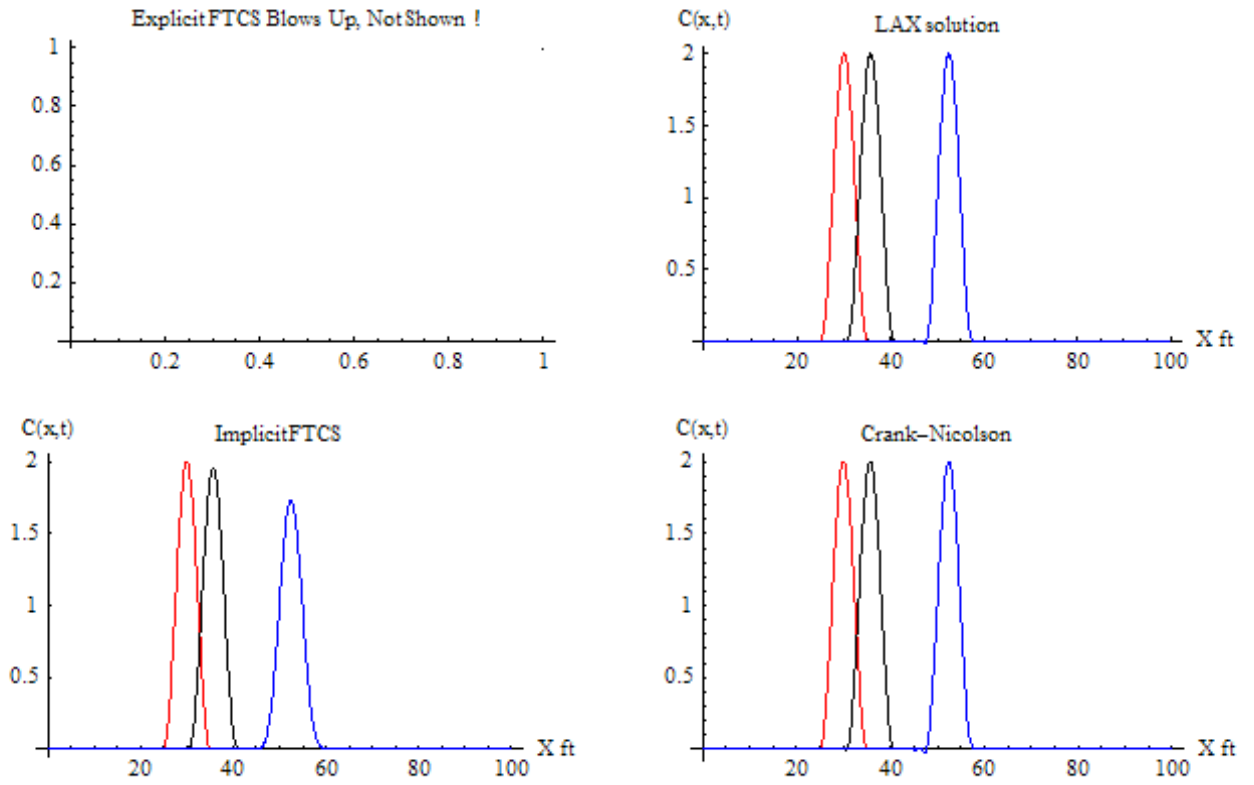 Explicit FTCS Blows Up, Not Shown !
1
0.8
0.6
0.4
0.2
0.2 0.4 0.6 0.8 1
C(x,t)
LAX solution
2
1.5
1
0.5
20 40 60 80 100
X ft
C(x,t)
Implicit FTCS
2
1.5
1
0.5
20 40 60 80 100
X ft
C(x,t)
Crank–Nicolson
2
1.5
1
0.5
20 40 60 80 100
X ft